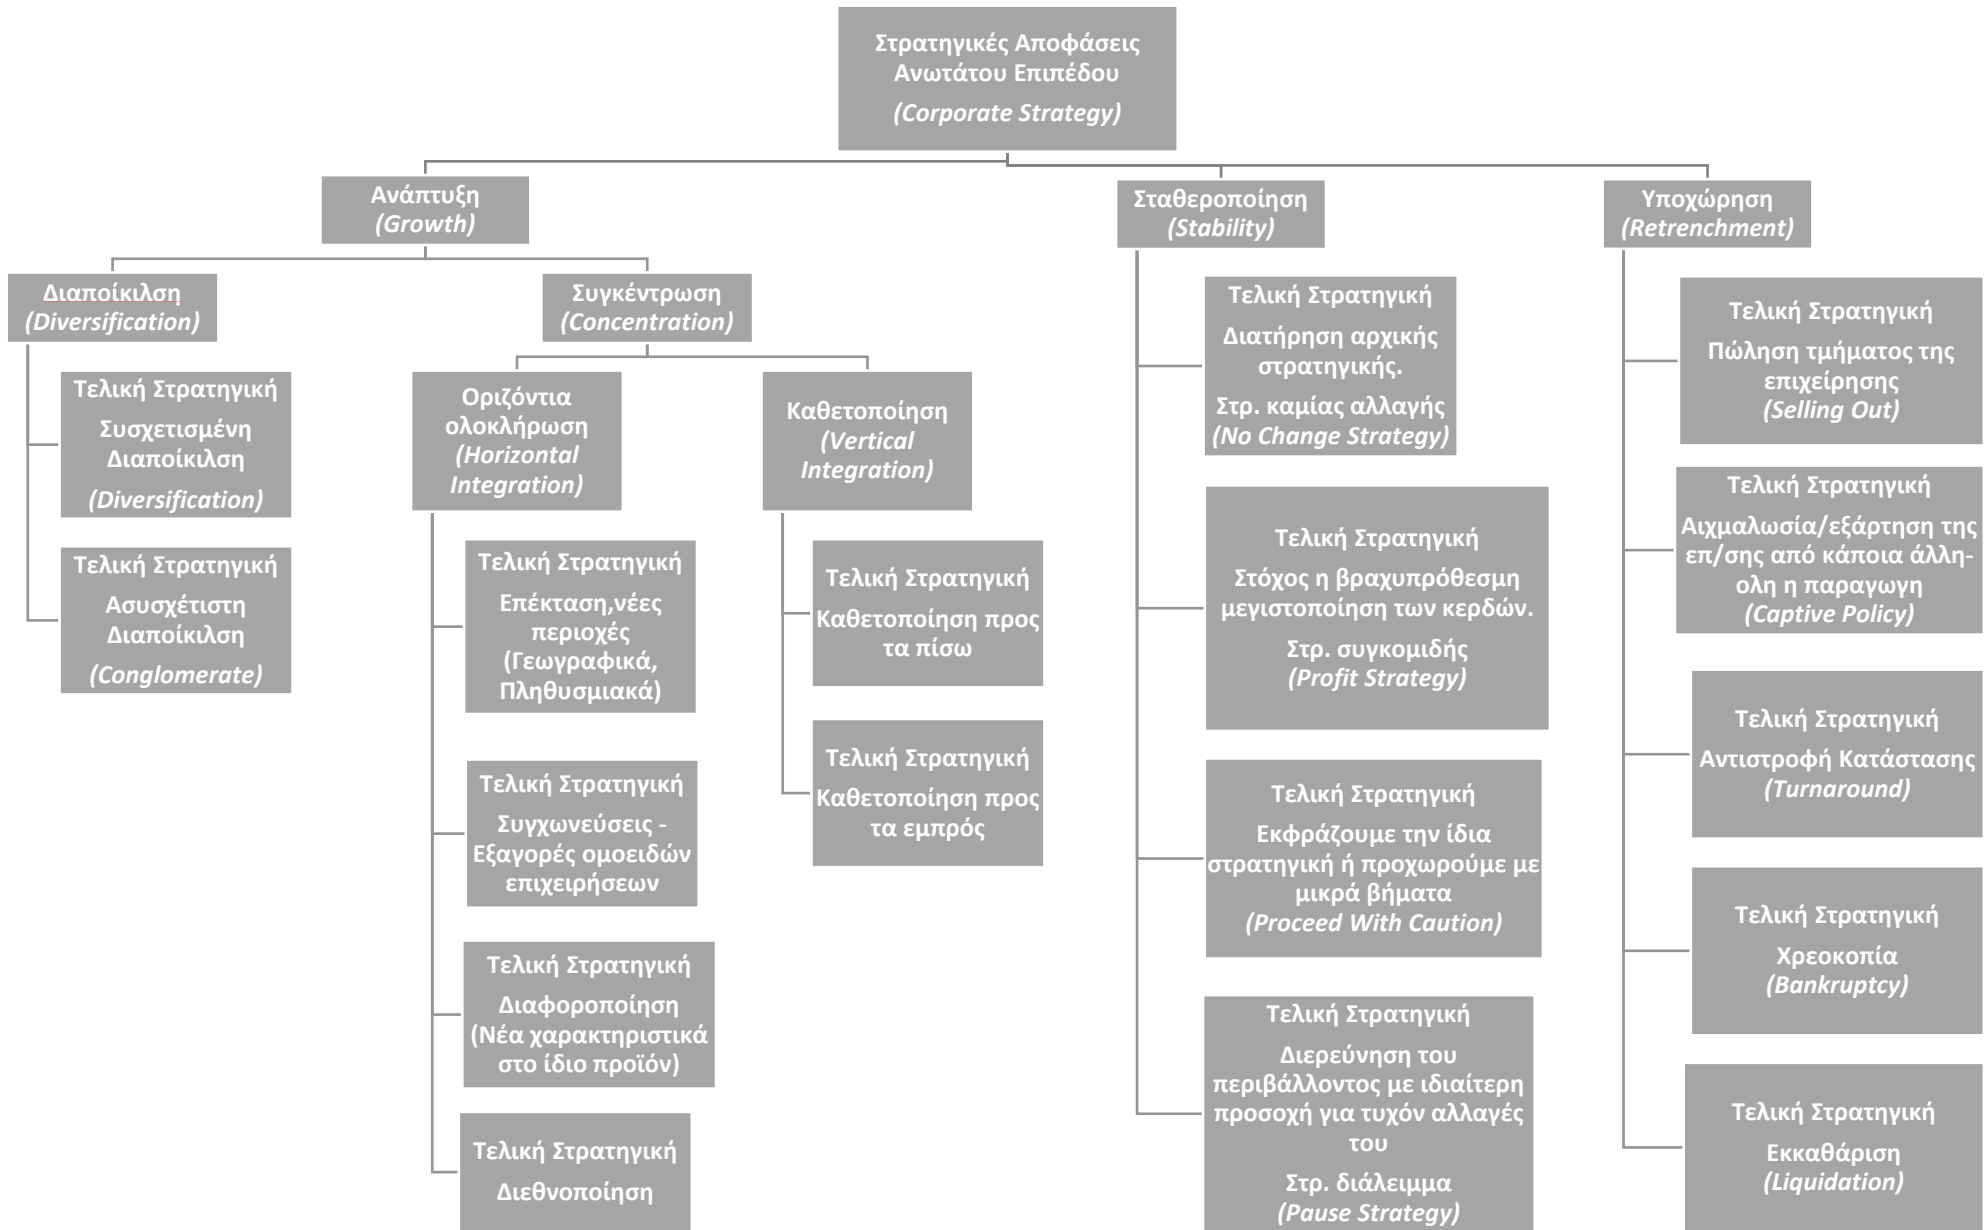 Στρατηγικές Αποφάσεις
Ανωτάτου Επιπέδου
(Corporate Strategy)
Ανάπτυξη
(Growth)
Διαποίκιλση
(Diversification)
Τελική Στρατηγική
Συσχετισμένη
Διαποίκιλση
(Diversification)
Τελική Στρατηγική
Ασυσχέτιστη
Διαποίκιλση
(Conglomerate)
Συγκέντρωση
(Concentration)
Οριζόντια
ολοκλήρωση
(Horizontal
Integration)
Τελική Στρατηγική
Επέκταση,νέες
περιοχές
(Γεωγραφικά,
Πληθυσμιακά)
Τελική Στρατηγική
Συγχωνεύσεις -
Εξαγορές ομοειδών
επιχειρήσεων
Τελική Στρατηγική
Διαφοροποίηση
(Νέα χαρακτηριστικά
στο ίδιο προϊόν)
Τελική Στρατηγική
Διεθνοποίηση
Καθετοποίηση
(Vertical
Integration)
Τελική Στρατηγική
Καθετοποίηση προς
τα πίσω
Τελική Στρατηγική
Καθετοποίηση προς
τα εμπρός
Σταθεροποίηση
(Stability)
Τελική Στρατηγική
Διατήρηση αρχικής
στρατηγικής.
Στρ. καμίας αλλαγής
(No Change Strategy)
Τελική Στρατηγική
Στόχος η βραχυπρόθεσμη
μεγιστοποίηση των κερδών.
Στρ. συγκομιδής
(Profit Strategy)
Τελική Στρατηγική
Εκφράζουμε την ίδια
στρατηγική ή προχωρούμε με
μικρά βήματα
(Proceed With Caution)
Τελική Στρατηγική
Διερεύνηση του
περιβάλλοντος με ιδιαίτερη
προσοχή για τυχόν αλλαγές
του
Στρ. διάλειμμα
(Pause Strategy)
Υποχώρηση
(Retrenchment)
Τελική Στρατηγική
Πώληση τμήματος της
επιχείρησης
(Selling Out)
Τελική Στρατηγική
Αιχμαλωσία/εξάρτηση της
επ/σης από κάποια άλλη-
ολη η παραγωγη
(Captive Policy)
Τελική Στρατηγική
Αντιστροφή Κατάστασης
(Turnaround)
Τελική Στρατηγική
Χρεοκοπία
(Bankruptcy)
Τελική Στρατηγική
Εκκαθάριση
(Liquidation)